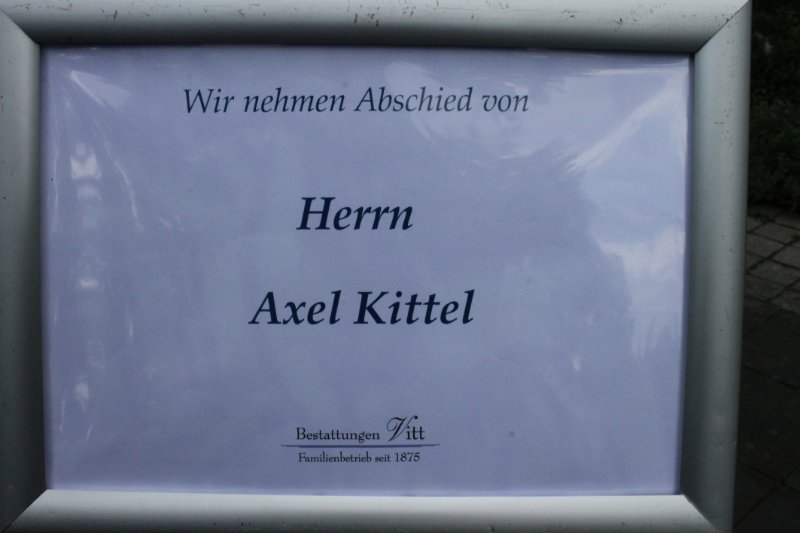 Wir nehmen Abschied von
Herrn
Axel Kittel
Bestattungen Vitt
Familienbetrieb seit 1875